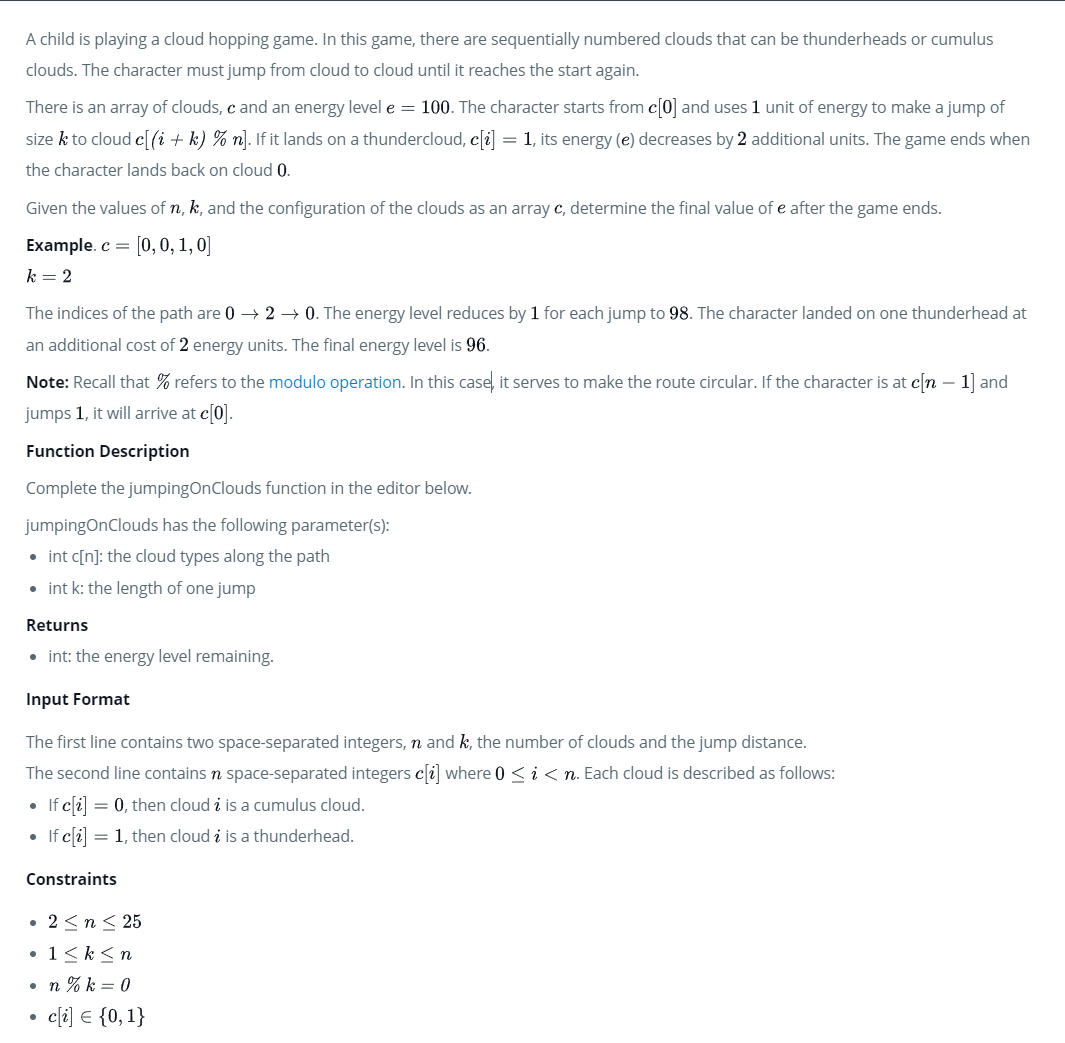 A child is playing a cloud hopping game. In this game, there are sequentially numbered clouds that can be thunderheads or cumulus
clouds. The character must jump from cloud to cloud until it reaches the start again.
There is an array of clouds, c and an energy level e = 100. The character starts from c[0] and uses 1 unit of energy to make a jump of
size k to cloud c[(i + k) % n]. If it lands on a thundercloud, c[i] = 1, its energy (e) decreases by 2 additional units. The game ends when
the character lands back on cloud 0.
Given the values of n, k, and the configuration of the clouds as an array c, determine the final value of e after the game ends.
Example. c = [0, 0, 1, 0]
k = 2
The indices of the path are 0 → 2 → 0. The energy level reduces by 1 for each jump to 98. The character landed on one thunderhead at
an additional cost of 2 energy units. The final energy level is 96.
Note: Recall that % refers to the modulo operation. In this case, it serves to make the route circular. If the character is at c[n − 1] and
jumps 1, it will arrive at c[0].
Function Description
Complete the jumpingOnClouds function in the editor below.
jumpingOnClouds has the following parameter(s):
• int c[n]: the cloud types along the path
• int k: the length of one jump
Returns
• int: the energy level remaining.
Input Format
The first line contains two space-separated integers, n and k, the number of clouds and the jump distance.
The second line contains n space-separated integers c[i] where 0 ≤ i < n. Each cloud is described as follows:
• If c[i] = 0, then cloud i is a cumulus cloud.
• If c[i] = 1, then cloud i is a thunderhead.
Constraints
• 2 ≤ n ≤ 25
• 1 ≤ k ≤ n
• n % k = 0
• c[i] ∈ {0, 1}